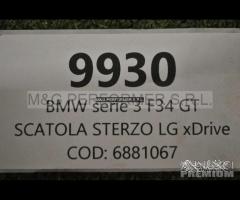 9930
M&G PERFORMER S.R.L.
BMW serie 3 F34 GT
SCATOLA STERZO LG xDrive
COD: 6881067
PREMIUM